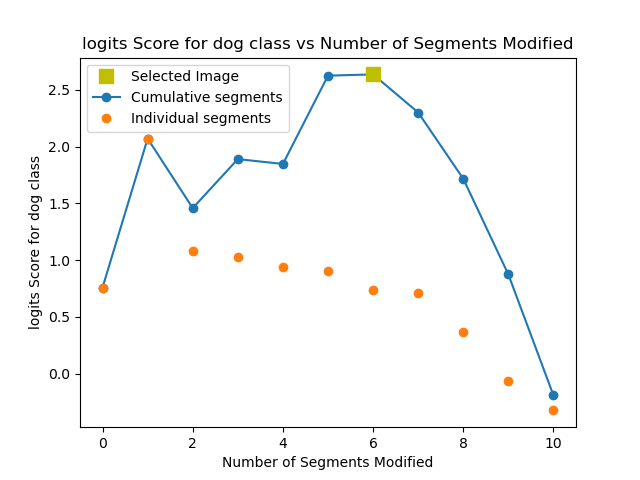 logits Score for dog class vs Number of Segments Modified
Selected Image
Cumulative segments
Individual segments
logits Score for dog class
2.5
2.0
1.5
1.0
0.5
0.0
0 2 4 6 8 10
Number of Segments Modified